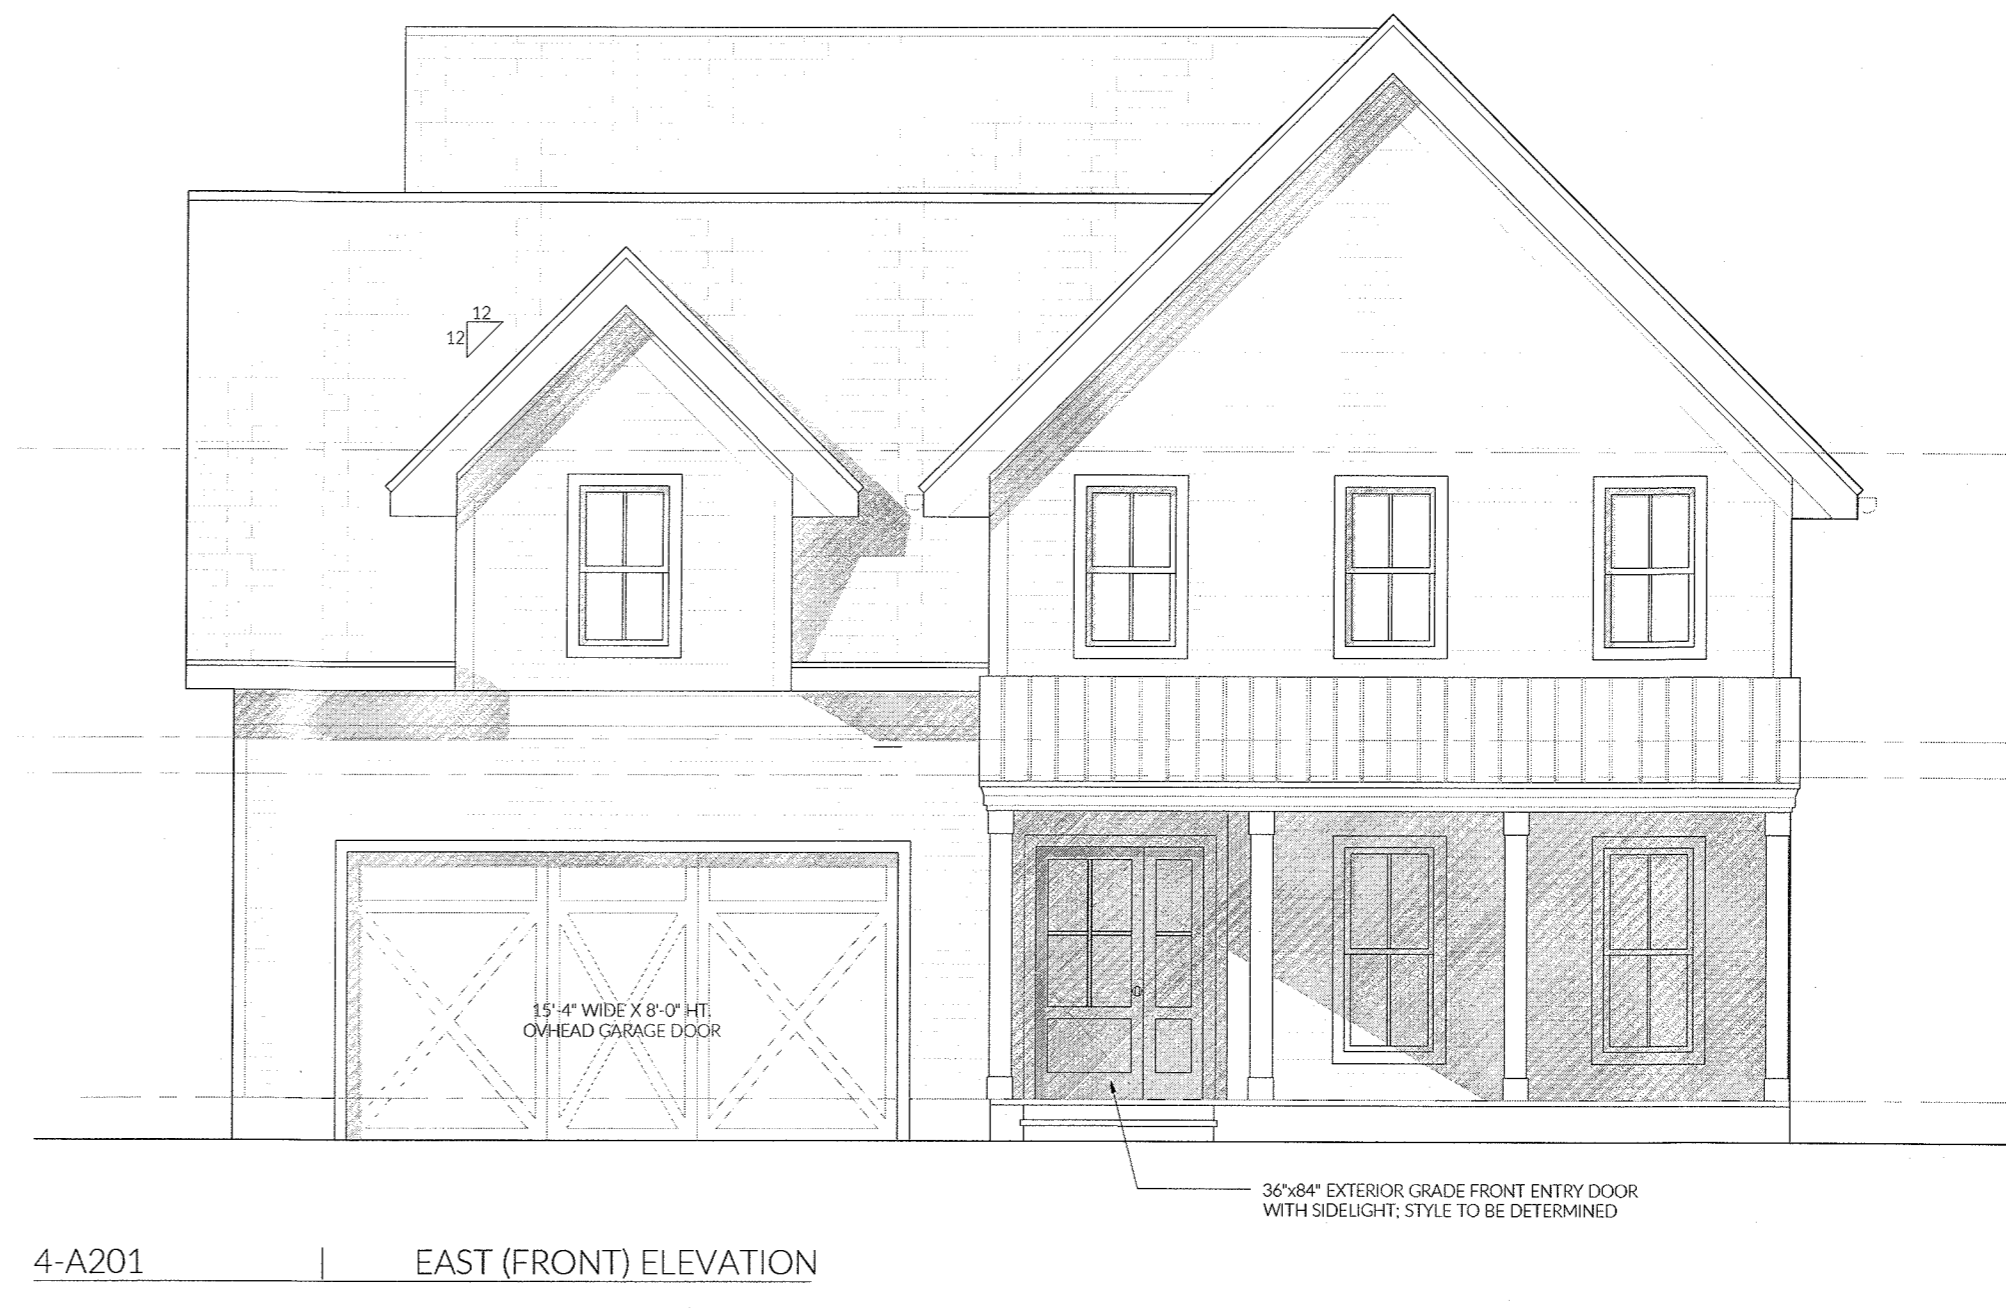 12
12
15'-4" WIDE X 8'-0" HT.
OVHEAD GARAGE DOOR
36"x84" EXTERIOR GRADE FRONT ENTRY DOOR
WITH SIDELIGHT; STYLE TO BE DETERMINED
4-A201 | EAST (FRONT) ELEVATION